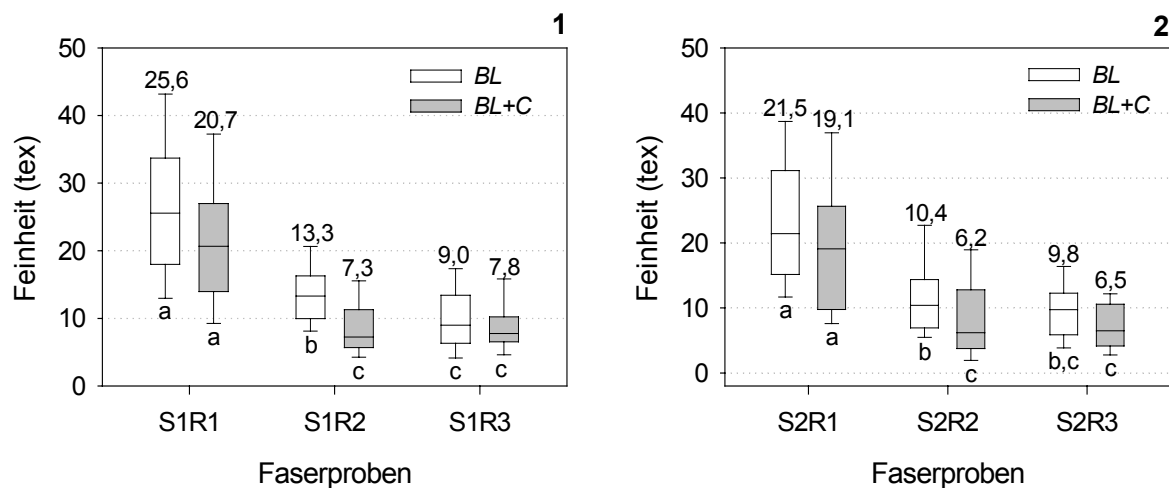 1
Feinheit (tex)
50
40
30
20
10
0
BL
BL+C
25,6
20,7
13,3
7,3
9,0
7,8
a
a
b
c
c
c
S1R1
S1R2
S1R3
Faserproben
2
Feinheit (tex)
50
40
30
20
10
0
BL
BL+C
21,5
19,1
10,4
6,2
9,8
6,5
a
a
b
c
b,c
c
S2R1
S2R2
S2R3
Faserproben